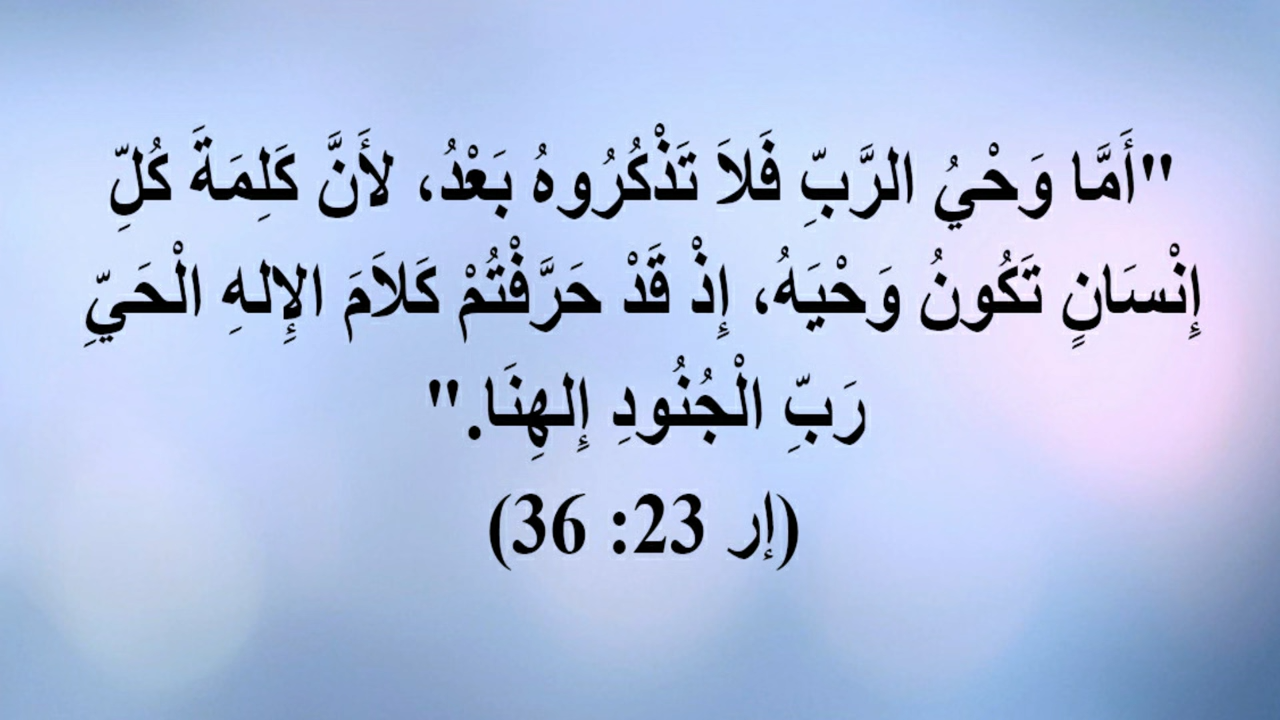 "أَمَّا وَحْيُ الرَّبِّ فَلاَ تَذْكُرُوهُ بَعْدُ، لأَنَّ كَلِمَةَ كُلِّ
إِنْسَانٍ تَكُونُ وَحْيَهُ، إِذْ قَدْ حَرَّفْتُمْ كَلاَمَ الإِلهِ الْحَيِّ
رَبِّ الْجُنُودِ إِلهِنَا."
(إر 23: 36)